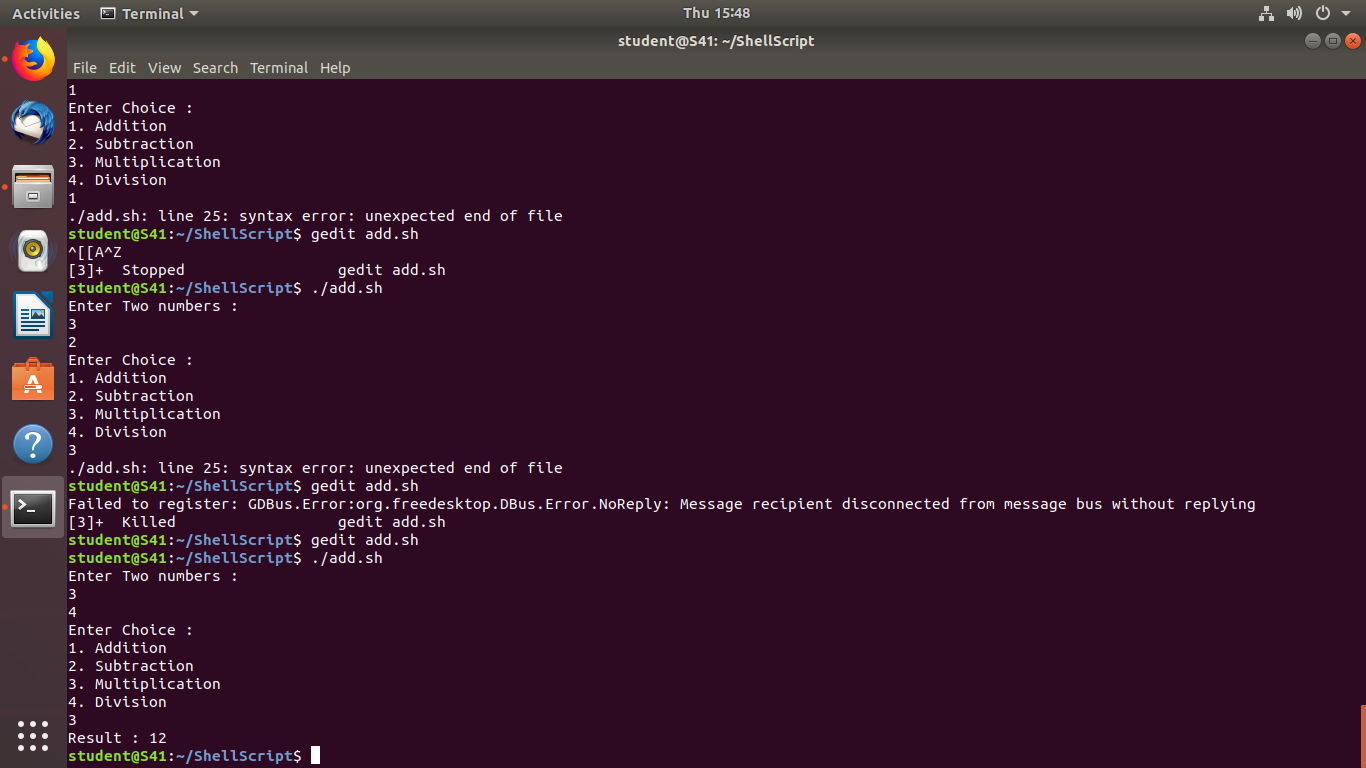 Activities Terminal Thu 15:48
student@S41: ~/ShellScript
File Edit View Search Terminal Help
1
Enter Choice :
1. Addition
2. Subtraction
3. Multiplication
4. Division
1
./add.sh: line 25: syntax error: unexpected end of file
student@S41:~/ShellScript$ gedit add.sh
^[[A^Z
[3]+  Stopped                 gedit add.sh
student@S41:~/ShellScript$ ./add.sh
Enter Two numbers :
3
2
Enter Choice :
1. Addition
2. Subtraction
3. Multiplication
4. Division
3
./add.sh: line 25: syntax error: unexpected end of file
student@S41:~/ShellScript$ gedit add.sh
Failed to register: GDBus.Error:org.freedesktop.DBus.Error.NoReply: Message recipient disconnected from message bus without replying
[3]+  Killed                  gedit add.sh
student@S41:~/ShellScript$ gedit add.sh
student@S41:~/ShellScript$ ./add.sh
Enter Two numbers :
3
4
Enter Choice :
1. Addition
2. Subtraction
3. Multiplication
4. Division
3
Result : 12
student@S41:~/ShellScript$